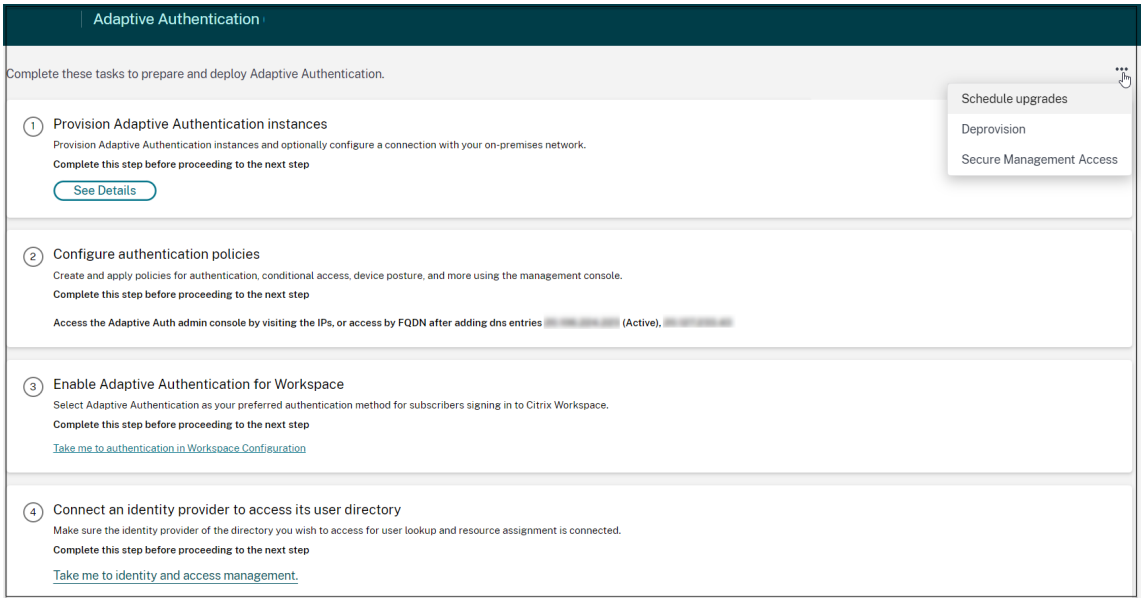 Adaptive Authentication
Complete these tasks to prepare and deploy Adaptive Authentication.
Schedule upgrades
Deprovision
Secure Management Access
1 Provision Adaptive Authentication instances
Provision Adaptive Authentication instances and optionally configure a connection with your on-premises network.
Complete this step before proceeding to the next step
See Details
2 Configure authentication policies
Create and apply policies for authentication, conditional access, device posture, and more using the management console.
Complete this step before proceeding to the next step
Access the Adaptive Auth admin console by visiting the IPs, or access by FQDN after adding dns entries (Active),
3 Enable Adaptive Authentication for Workspace
Select Adaptive Authentication as your preferred authentication method for subscribers signing in to Citrix Workspace.
Complete this step before proceeding to the next step
Take me to authentication in Workspace Configuration
4 Connect an identity provider to access its user directory
Make sure the identity provider of the directory you wish to access for user lookup and resource assignment is connected.
Complete this step before proceeding to the next step
Take me to identity and access management.